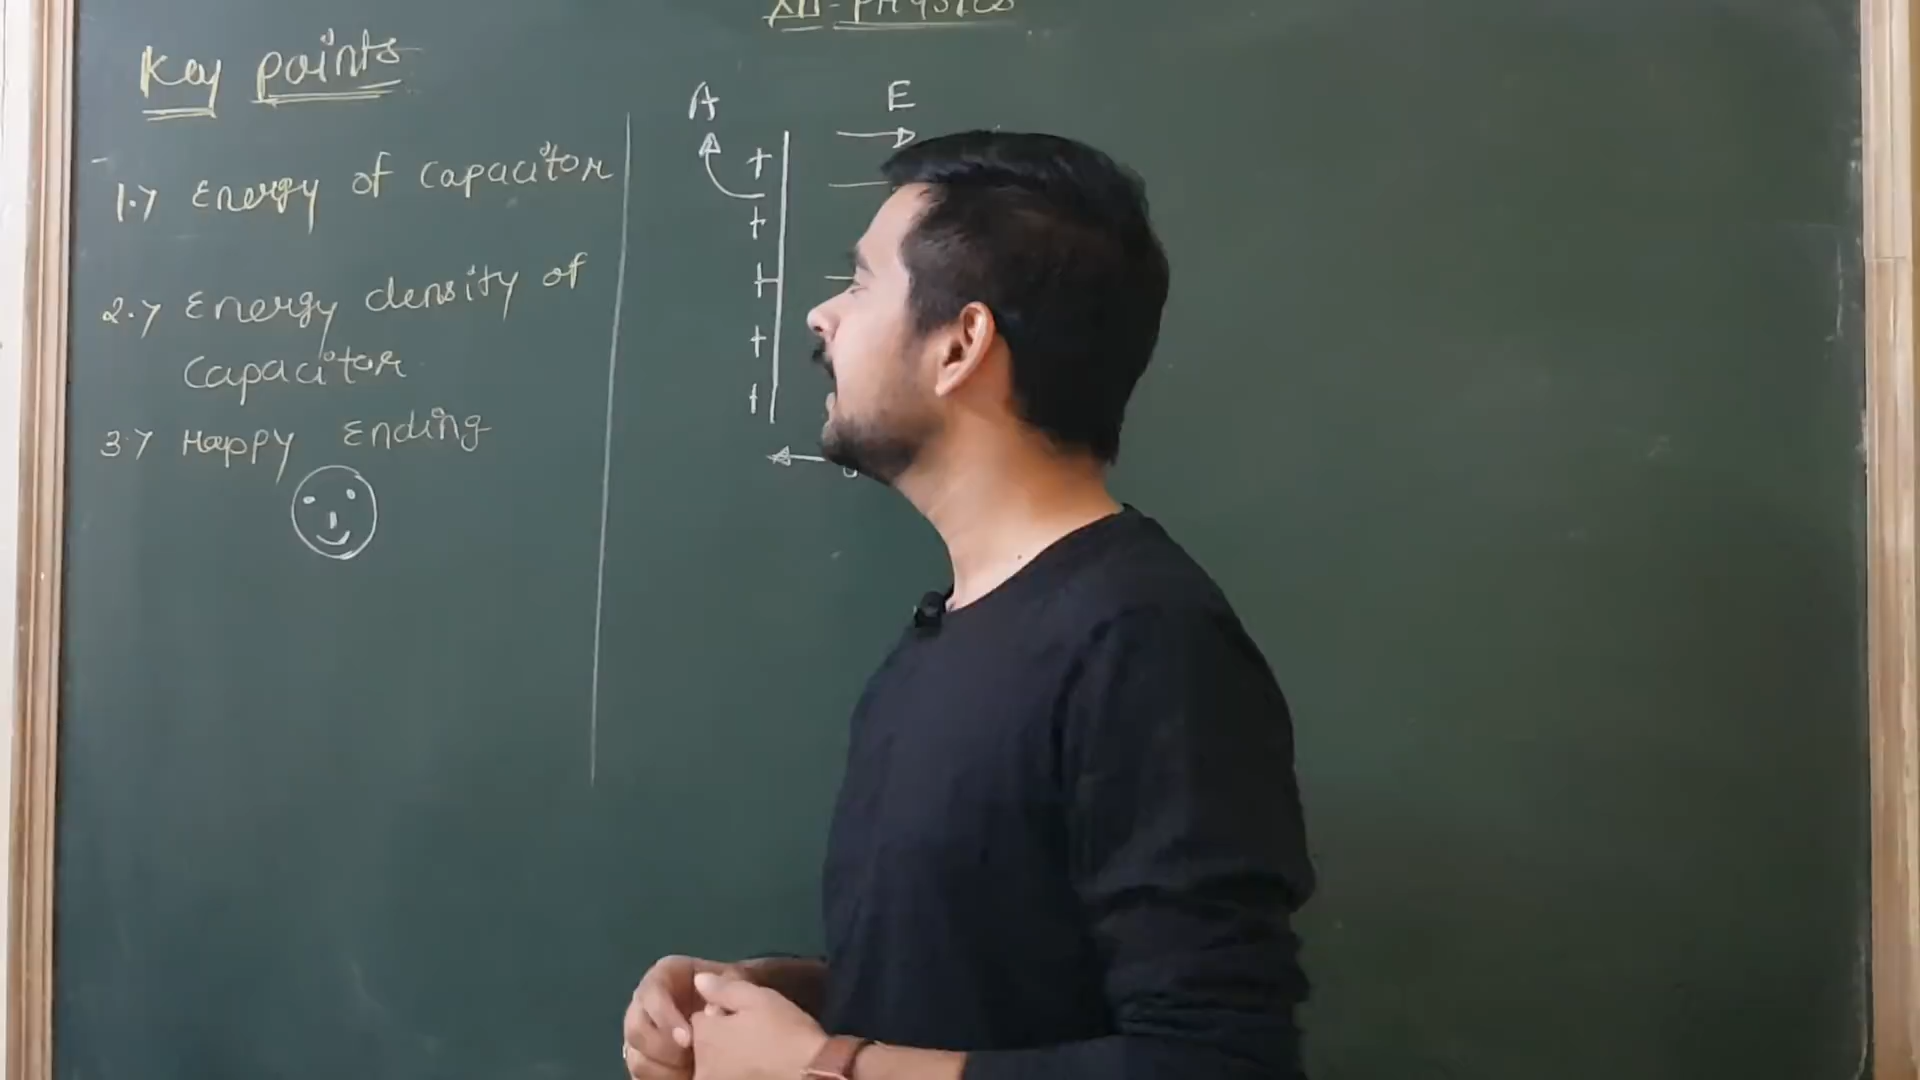 XII-PHYSICS
Key points
1.> Energy of capacitor
2.> Energy density of
Capacitor
3.> Happy Ending
A
E
+
+
+
+
+